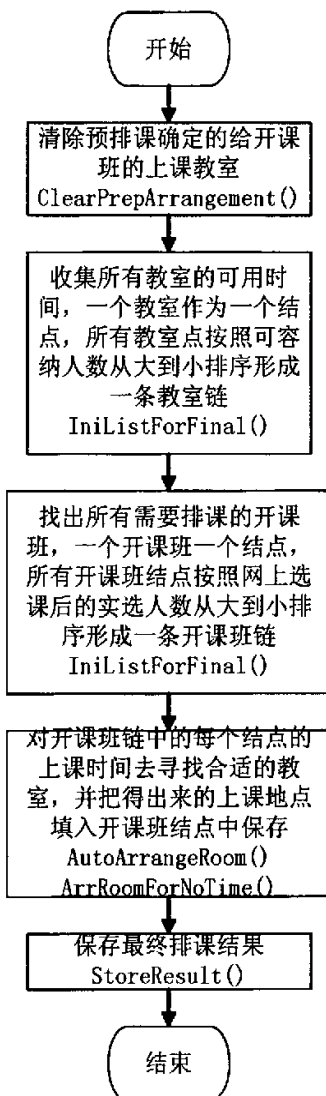 开始
清除预排课确定的给开课
班的上课教室
ClearPrepArrangement()
收集所有教室的可用时
间，一个教室作为一个结
点，所有教室点按照可容
纳人数从大到小排序形成
一条教室链
IniListForFinal()
找出所有需要排课的开课
班，一个开课班一个结点，
所有开课班结点按照网上选
课后的实选人数从大到小排
序形成一条开课班链
IniListForFinal()
对开课班链中的每个结点的
上课时间去寻找合适的教
室，并把得出来的上课地点
填入开课班结点中保存
AutoArrangeRoom()
ArrRoomForNoTime()
保存最终排课结果
StoreResult()
结束